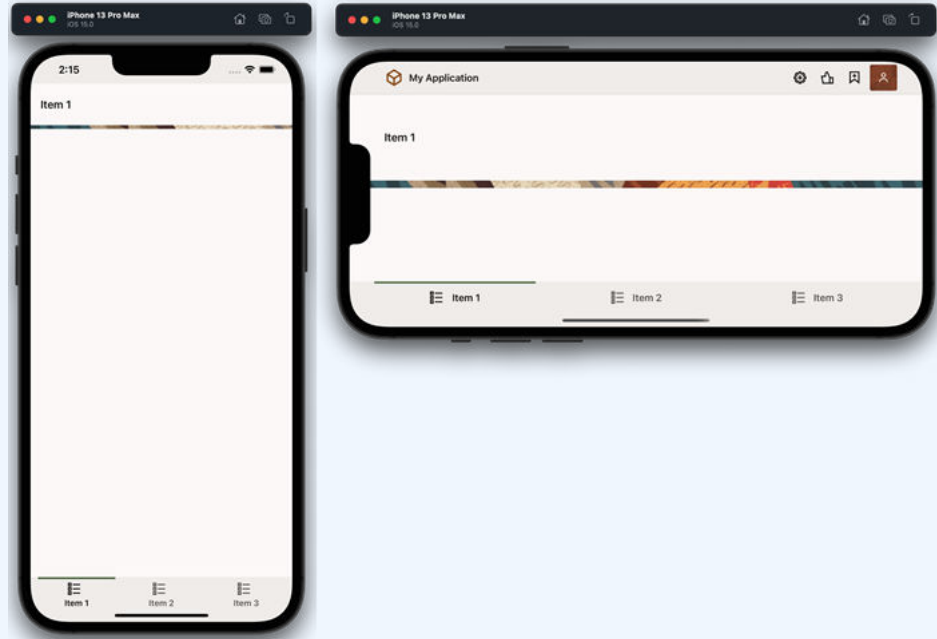 iPhone 13 Pro Max
iOS 15.0
2:15
Item 1
Item 1
Item 2
Item 3
iPhone 13 Pro Max
iOS 15.0
My Application
Item 1
Item 1
Item 2
Item 3